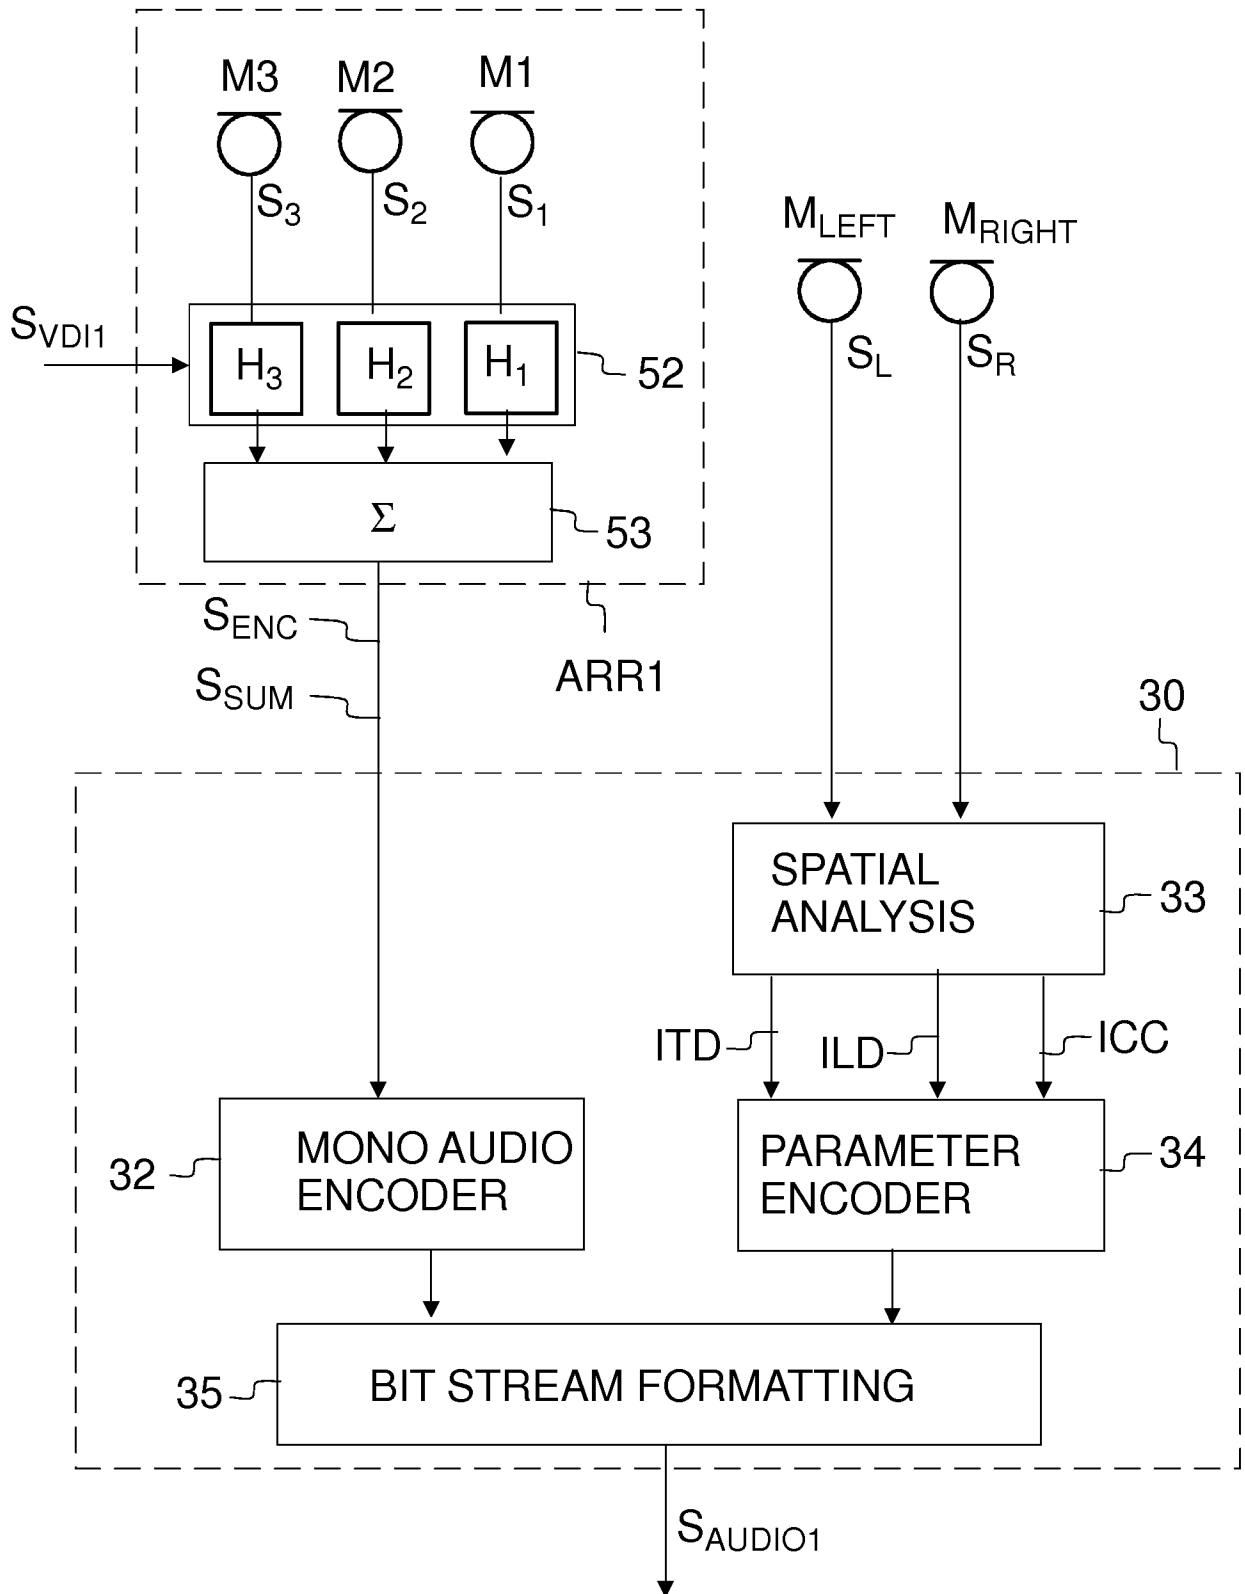 M3 M2 M1
S3 S2 S1
MLEFT MRIGHT
SVDI1
H3 H2 H1
52
SL SR
Σ
53
SENC
ARR1
SSUM
30
SPATIAL
ANALYSIS
33
ITD ILD ICC
MONO AUDIO
ENCODER
32
PARAMETER
ENCODER
34
BIT STREAM FORMATTING
35
SAUDIO1